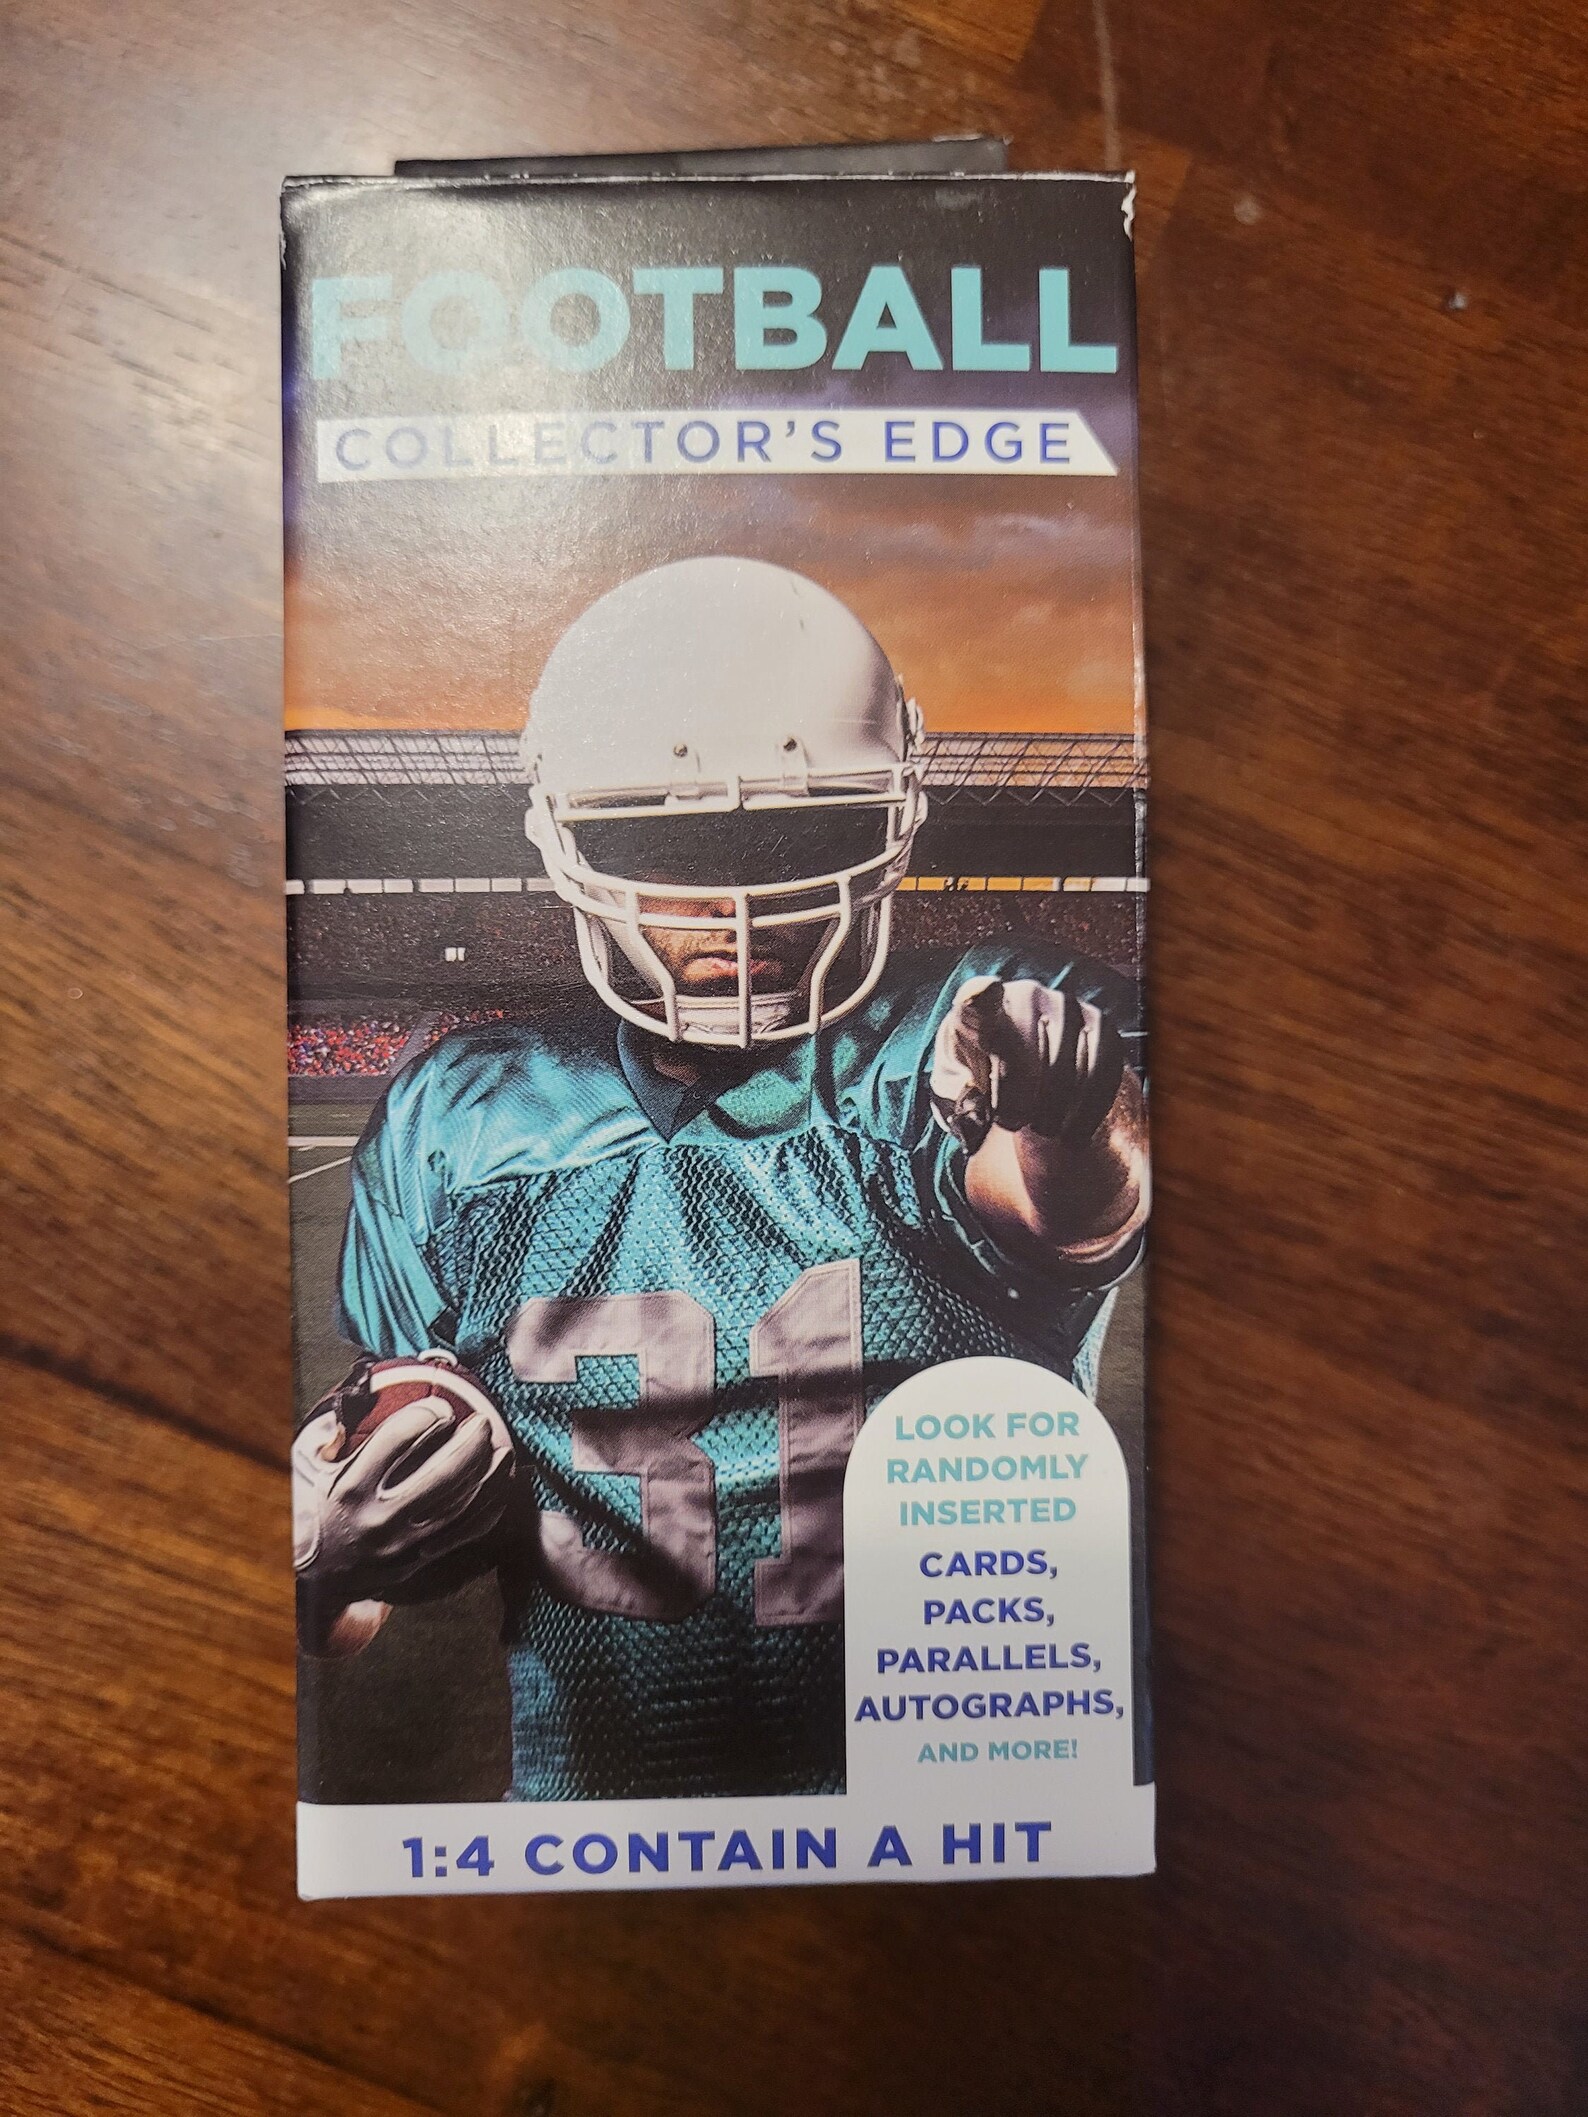 FOOTBALL
COLLECTOR'S EDGE
31
LOOK FOR
RANDOMLY
INSERTED
CARDS,
PACKS,
PARALLELS,
AUTOGRAPHS,
AND MORE!
1:4 CONTAIN A HIT